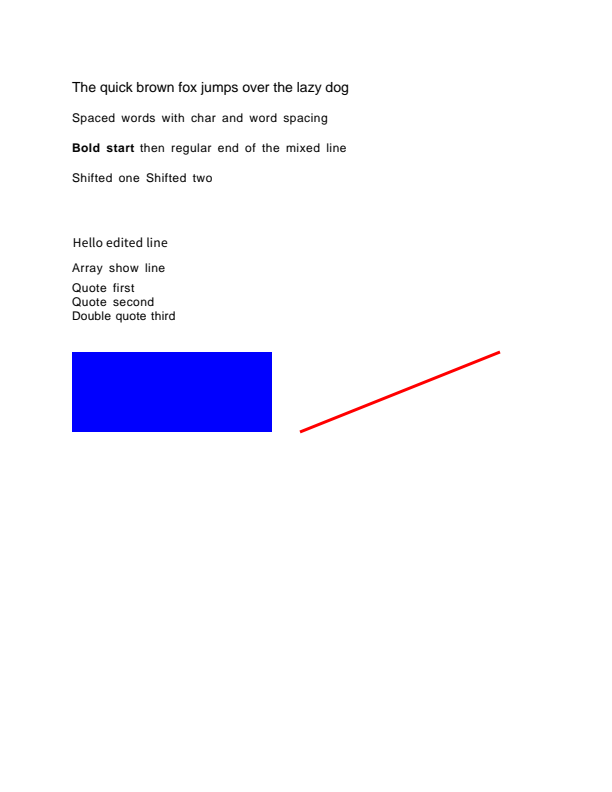 The quick brown fox jumps over the lazy dog
Spaced words with char and word spacing
Bold start then regular end of the mixed line
Shifted one Shifted two
Hello edited line
Array show line
Quote first
Quote second
Double quote third